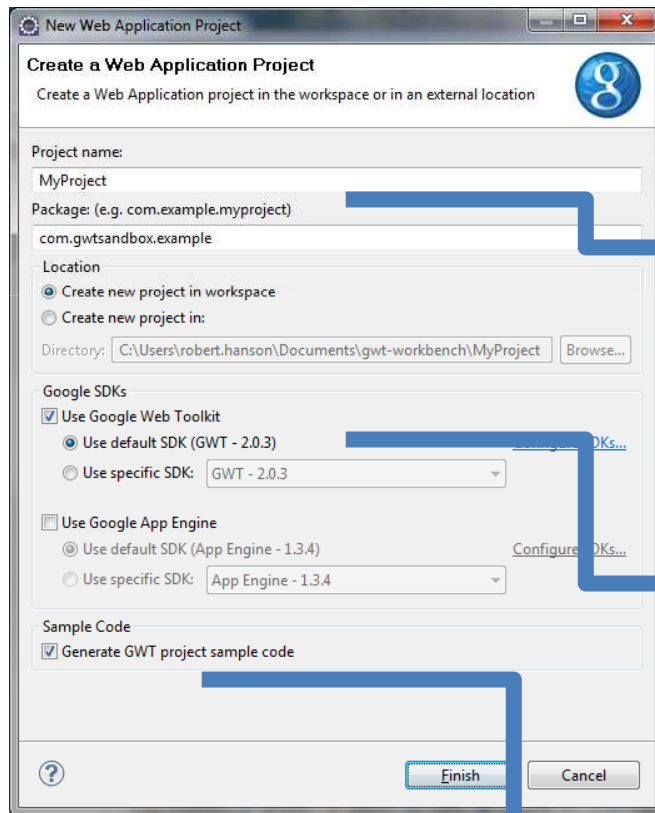 New Web Application Project
Create a Web Application Project
Create a Web Application project in the workspace or in an external location
Project name:
MyProject
Package: (e.g. com.example.myproject)
com.gwtsandbox.example
Location
Create new project in workspace
Create new project in:
Directory: C:\Users\robert.hanson\Documents\gwt-workbench\MyProject Browse...
Google SDKs
Use Google Web Toolkit
Use default SDK (GWT - 2.0.3)
Use specific SDK: GWT - 2.0.3
Use Google App Engine
Use default SDK (App Engine - 1.3.4) Configure SDKs...
Use specific SDK: App Engine - 1.3.4
Sample Code
Generate GWT project sample code
Finish Cancel